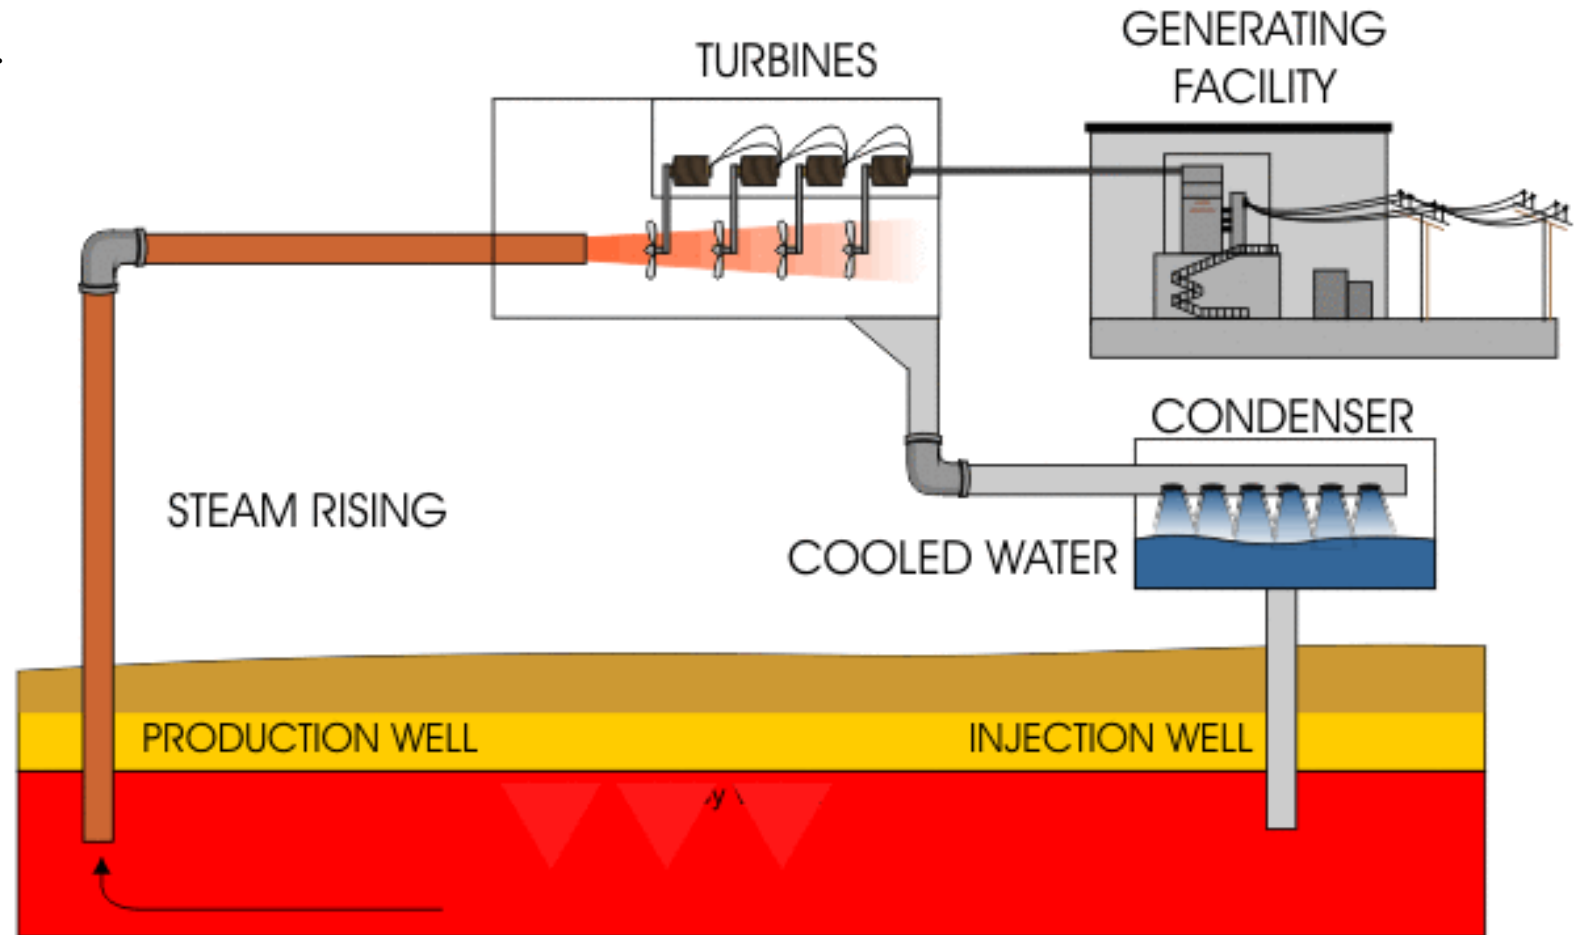 TURBINES
GENERATING
FACILITY
CONDENSER
STEAM RISING
COOLED WATER
PRODUCTION WELL
INJECTION WELL